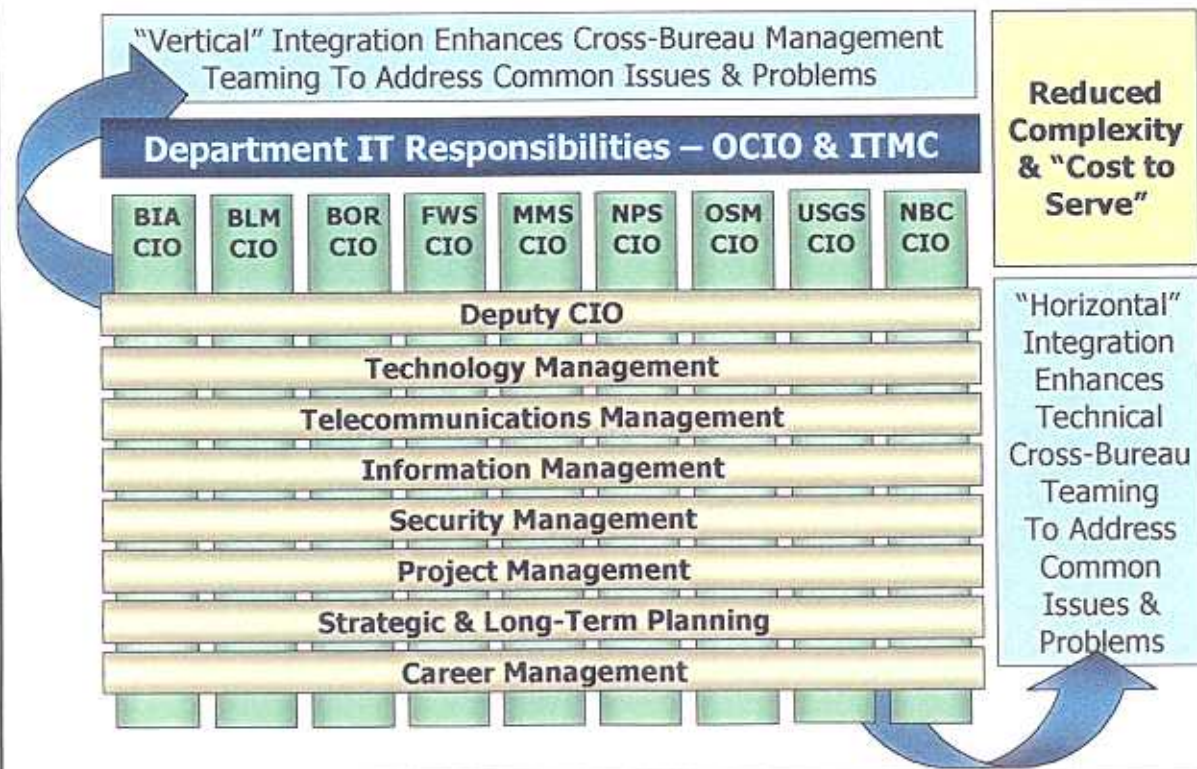 “Vertical” Integration Enhances Cross-Bureau Management
Teaming To Address Common Issues & Problems
Reduced
Complexity
& “Cost to
Serve”
Department IT Responsibilities – OCIO & ITMC
BIA
CIO
BLM
CIO
BOR
CIO
FWS
CIO
MMS
CIO
NPS
CIO
OSM
CIO
USGS
CIO
NBC
CIO
Deputy CIO
Technology Management
Telecommunications Management
Information Management
Security Management
Project Management
Strategic & Long-Term Planning
Career Management
“Horizontal”
Integration
Enhances
Technical
Cross-Bureau
Teaming
To Address
Common
Issues &
Problems